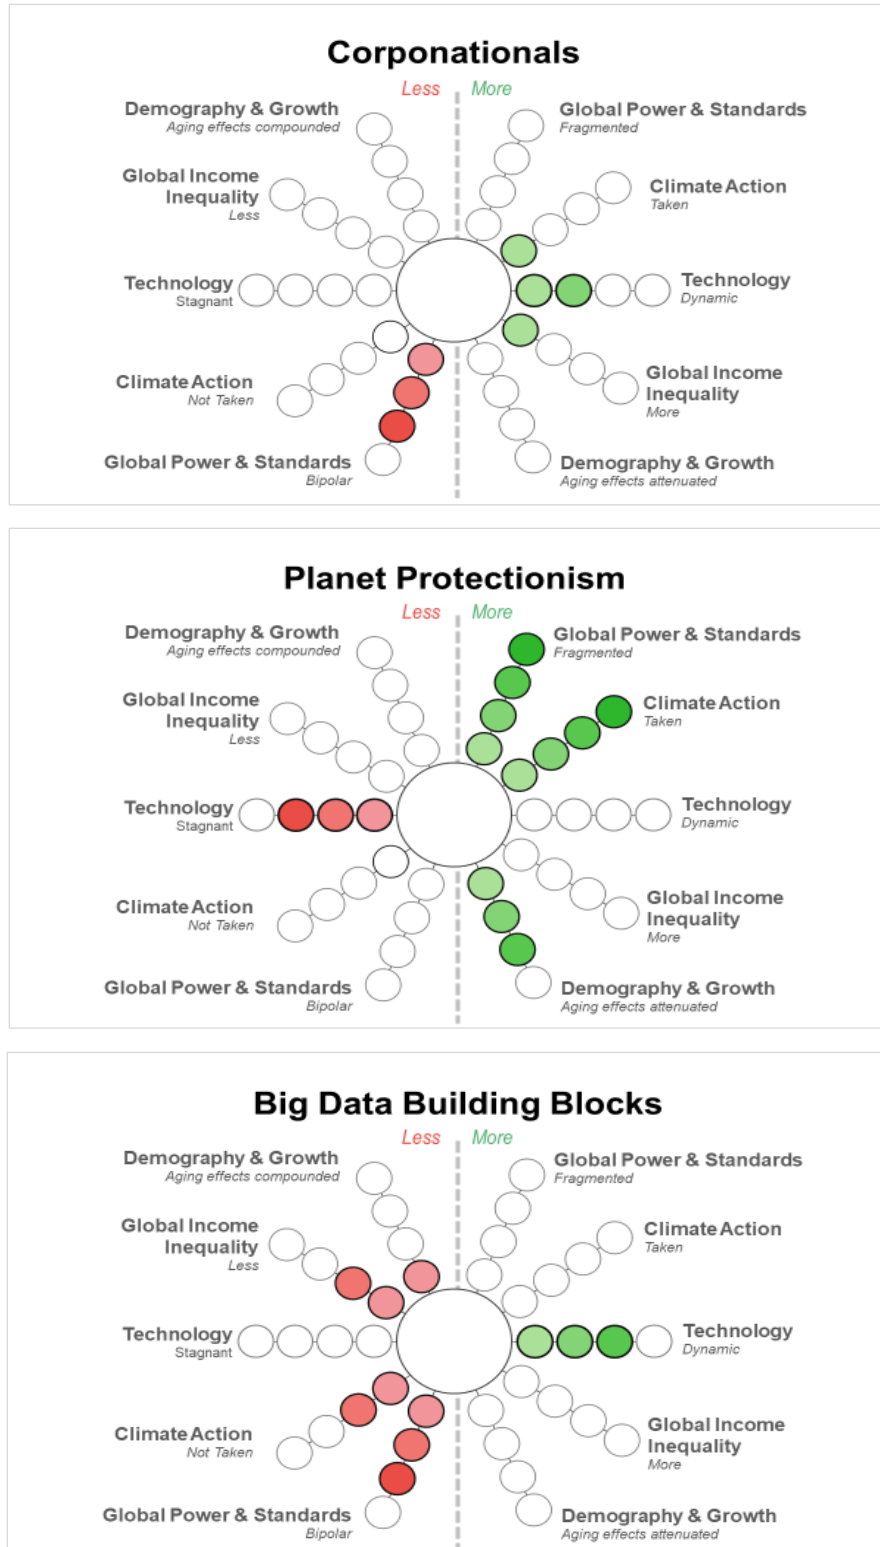 Corponationals
Less
More
Demography & Growth
Aging effects compounded
Global Power & Standards
Fragmented
Global Income
Inequality
Less
Climate Action
Taken
Technology
Stagnant
Technology
Dynamic
Climate Action
Not Taken
Global Income
Inequality
More
Global Power & Standards
Bipolar
Demography & Growth
Aging effects attenuated
Planet Protectionism
Less
More
Demography & Growth
Aging effects compounded
Global Power & Standards
Fragmented
Global Income
Inequality
Less
Climate Action
Taken
Technology
Stagnant
Technology
Dynamic
Climate Action
Not Taken
Global Income
Inequality
More
Global Power & Standards
Bipolar
Demography & Growth
Aging effects attenuated
Big Data Building Blocks
Less
More
Demography & Growth
Aging effects compounded
Global Power & Standards
Fragmented
Global Income
Inequality
Less
Climate Action
Taken
Technology
Stagnant
Technology
Dynamic
Climate Action
Not Taken
Global Income
Inequality
More
Global Power & Standards
Bipolar
Demography & Growth
Aging effects attenuated